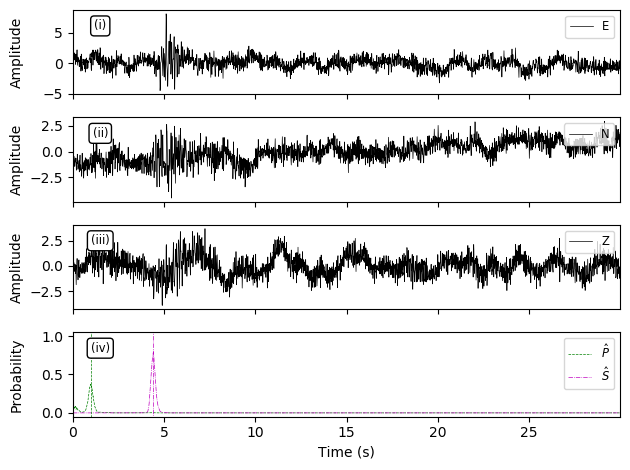 (i)
E
Amplitude
5
0
−5
(ii)
N
Amplitude
2.5
0.0
−2.5
(iii)
Z
Amplitude
2.5
0.0
−2.5
(iv)
P̂
Ŝ
Probability
1.0
0.5
0.0
0 5 10 15 20 25
Time (s)